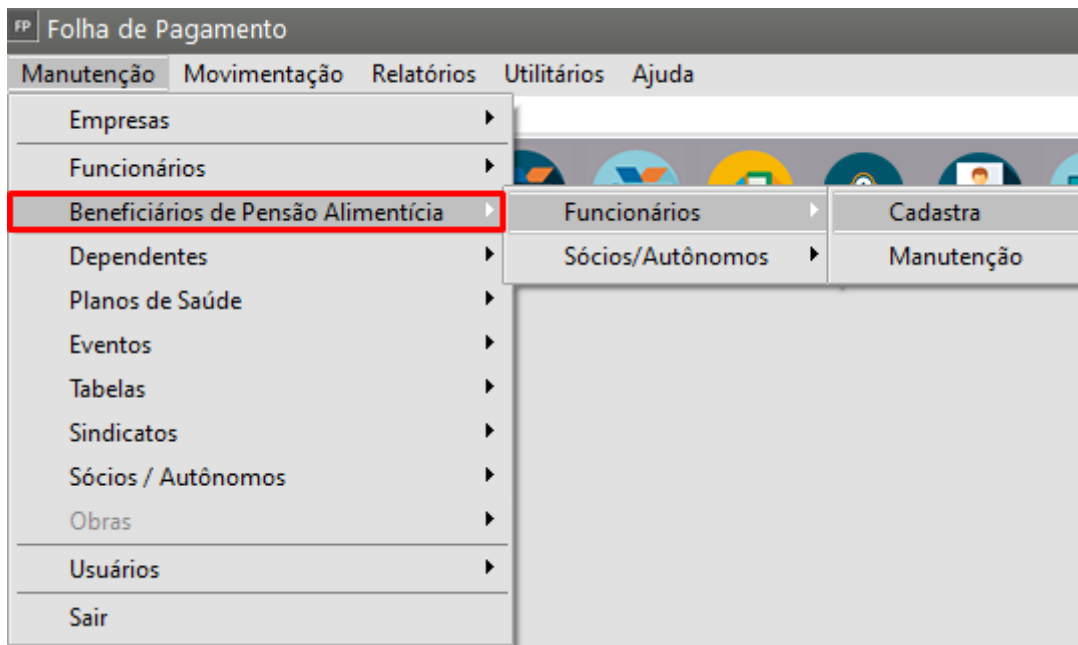 FP Folha de Pagamento
Manutenção Movimentação Relatórios Utilitários Ajuda
Empresas
Funcionários
Beneficiários de Pensão Alimentícia Funcionários Cadastra
Dependentes Sócios/Autônomos Manutenção
Planos de Saúde
Eventos
Tabelas
Sindicatos
Sócios / Autônomos
Obras
Usuários
Sair